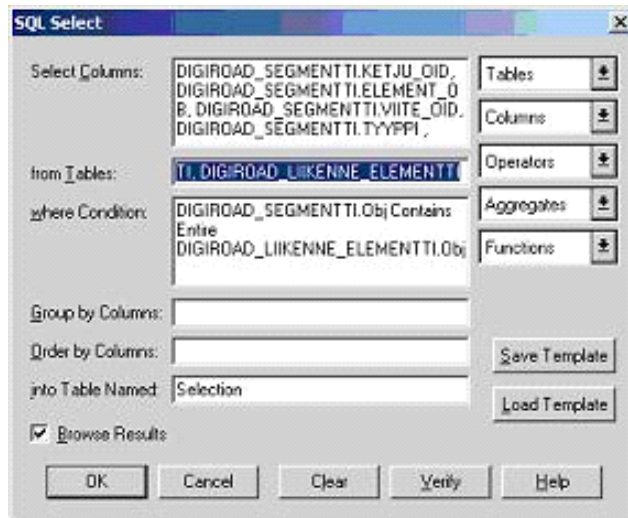 SQL Select
Select Columns:
DIGIROAD_SEGMENTTI.KETJU_OID,
DIGIROAD_SEGMENTTI.ELEMENT_O
B, DIGIROAD_SEGMENTTI.VIITE_OID,
DIGIROAD_SEGMENTTI.TYYPPI ,
Tables
Columns
from Tables:
TI, DIGIROAD_LIIKENNE_ELEMENTTI
Operators
where Condition:
DIGIROAD_SEGMENTTI.Obj Contains
Entire
DIGIROAD_LIIKENNE_ELEMENTTI.Obj
Aggregates
Functions
Group by Columns:
Order by Columns:
Save Template
into Table Named:
Selection
Load Template
Browse Results
OK
Cancel
Clear
Verify
Help